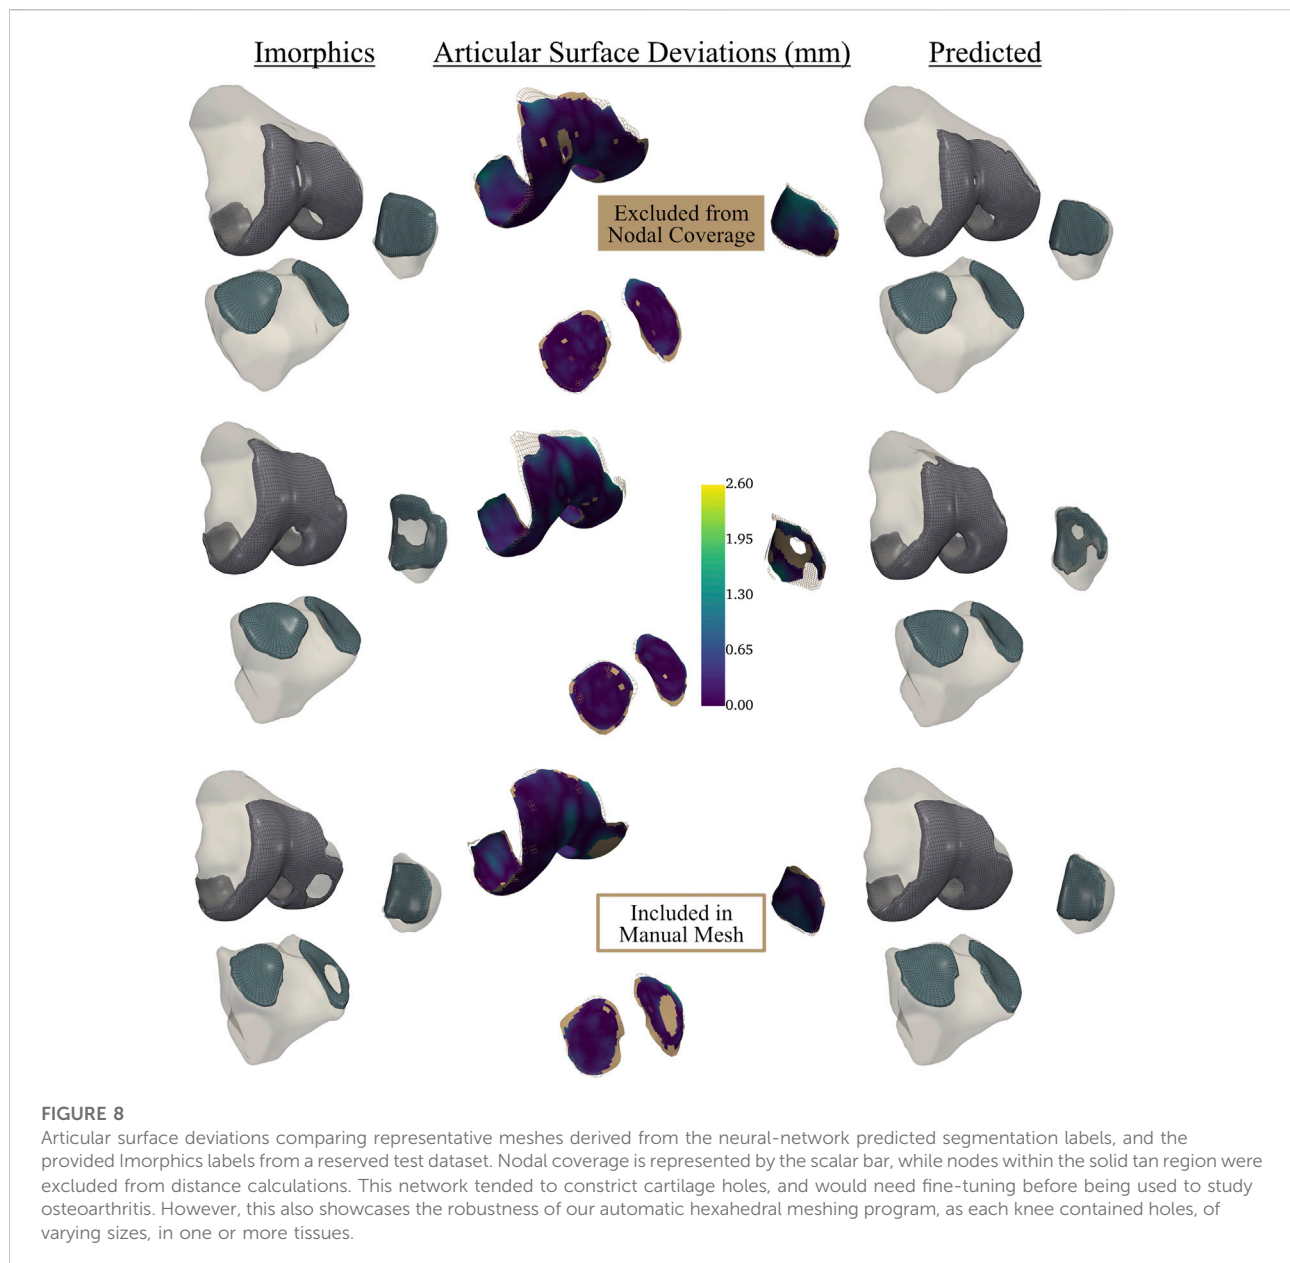 Imorphics
Articular Surface Deviations (mm)
Predicted
Excluded from
Nodal Coverage
2.60
1.95
1.30
0.65
0.00
Included in
Manual Mesh
FIGURE 8
Articular surface deviations comparing representative meshes derived from the neural-network predicted segmentation labels, and the
provided Imorphics labels from a reserved test dataset. Nodal coverage is represented by the scalar bar, while nodes within the solid tan region were
excluded from distance calculations. This network tended to constrict cartilage holes, and would need fine-tuning before being used to study
osteoarthritis. However, this also showcases the robustness of our automatic hexahedral meshing program, as each knee contained holes, of
varying sizes, in one or more tissues.